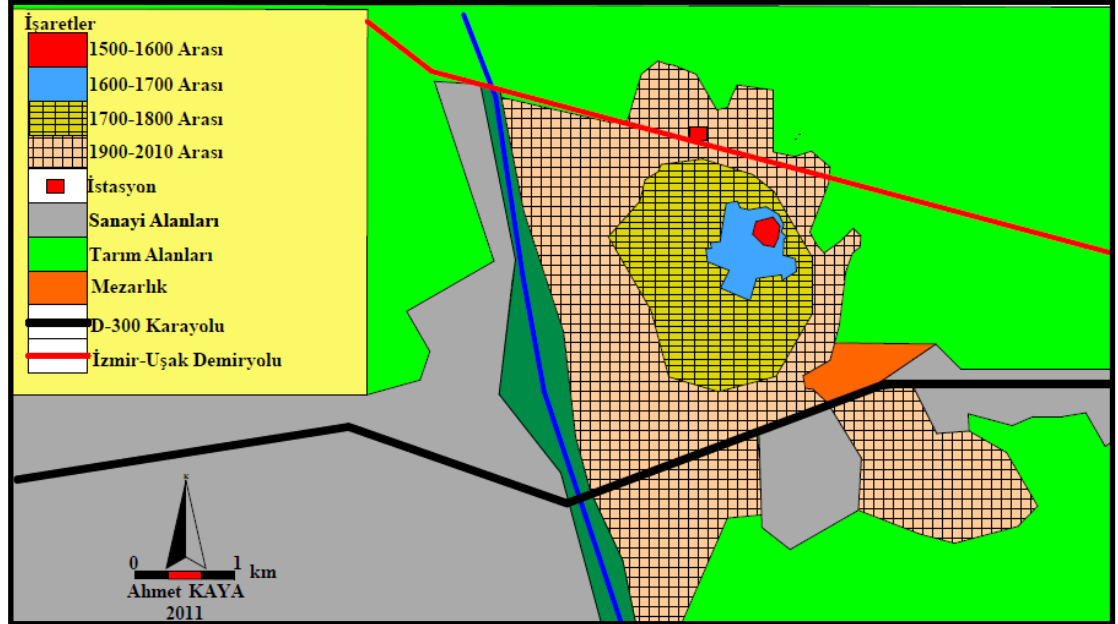 İşaretler
1500-1600 Arası
1600-1700 Arası
1700-1800 Arası
1900-2010 Arası
İstasyon
Sanayi Alanları
Tarım Alanları
Mezarlık
D-300 Karayolu
İzmir-Uşak Demiryolu
K
0 1 km
Ahmet KAYA
2011